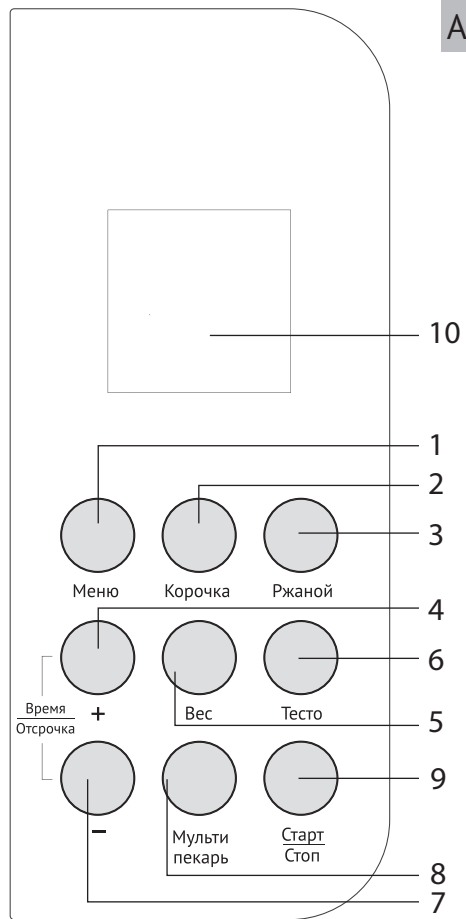 A
10
1
2
3
Меню Корочка Ржаной
4
6
Время
Отсрочка
+ Вес Тесто
5
9
–
Мульти
пекарь
Старт
Стоп
8
7